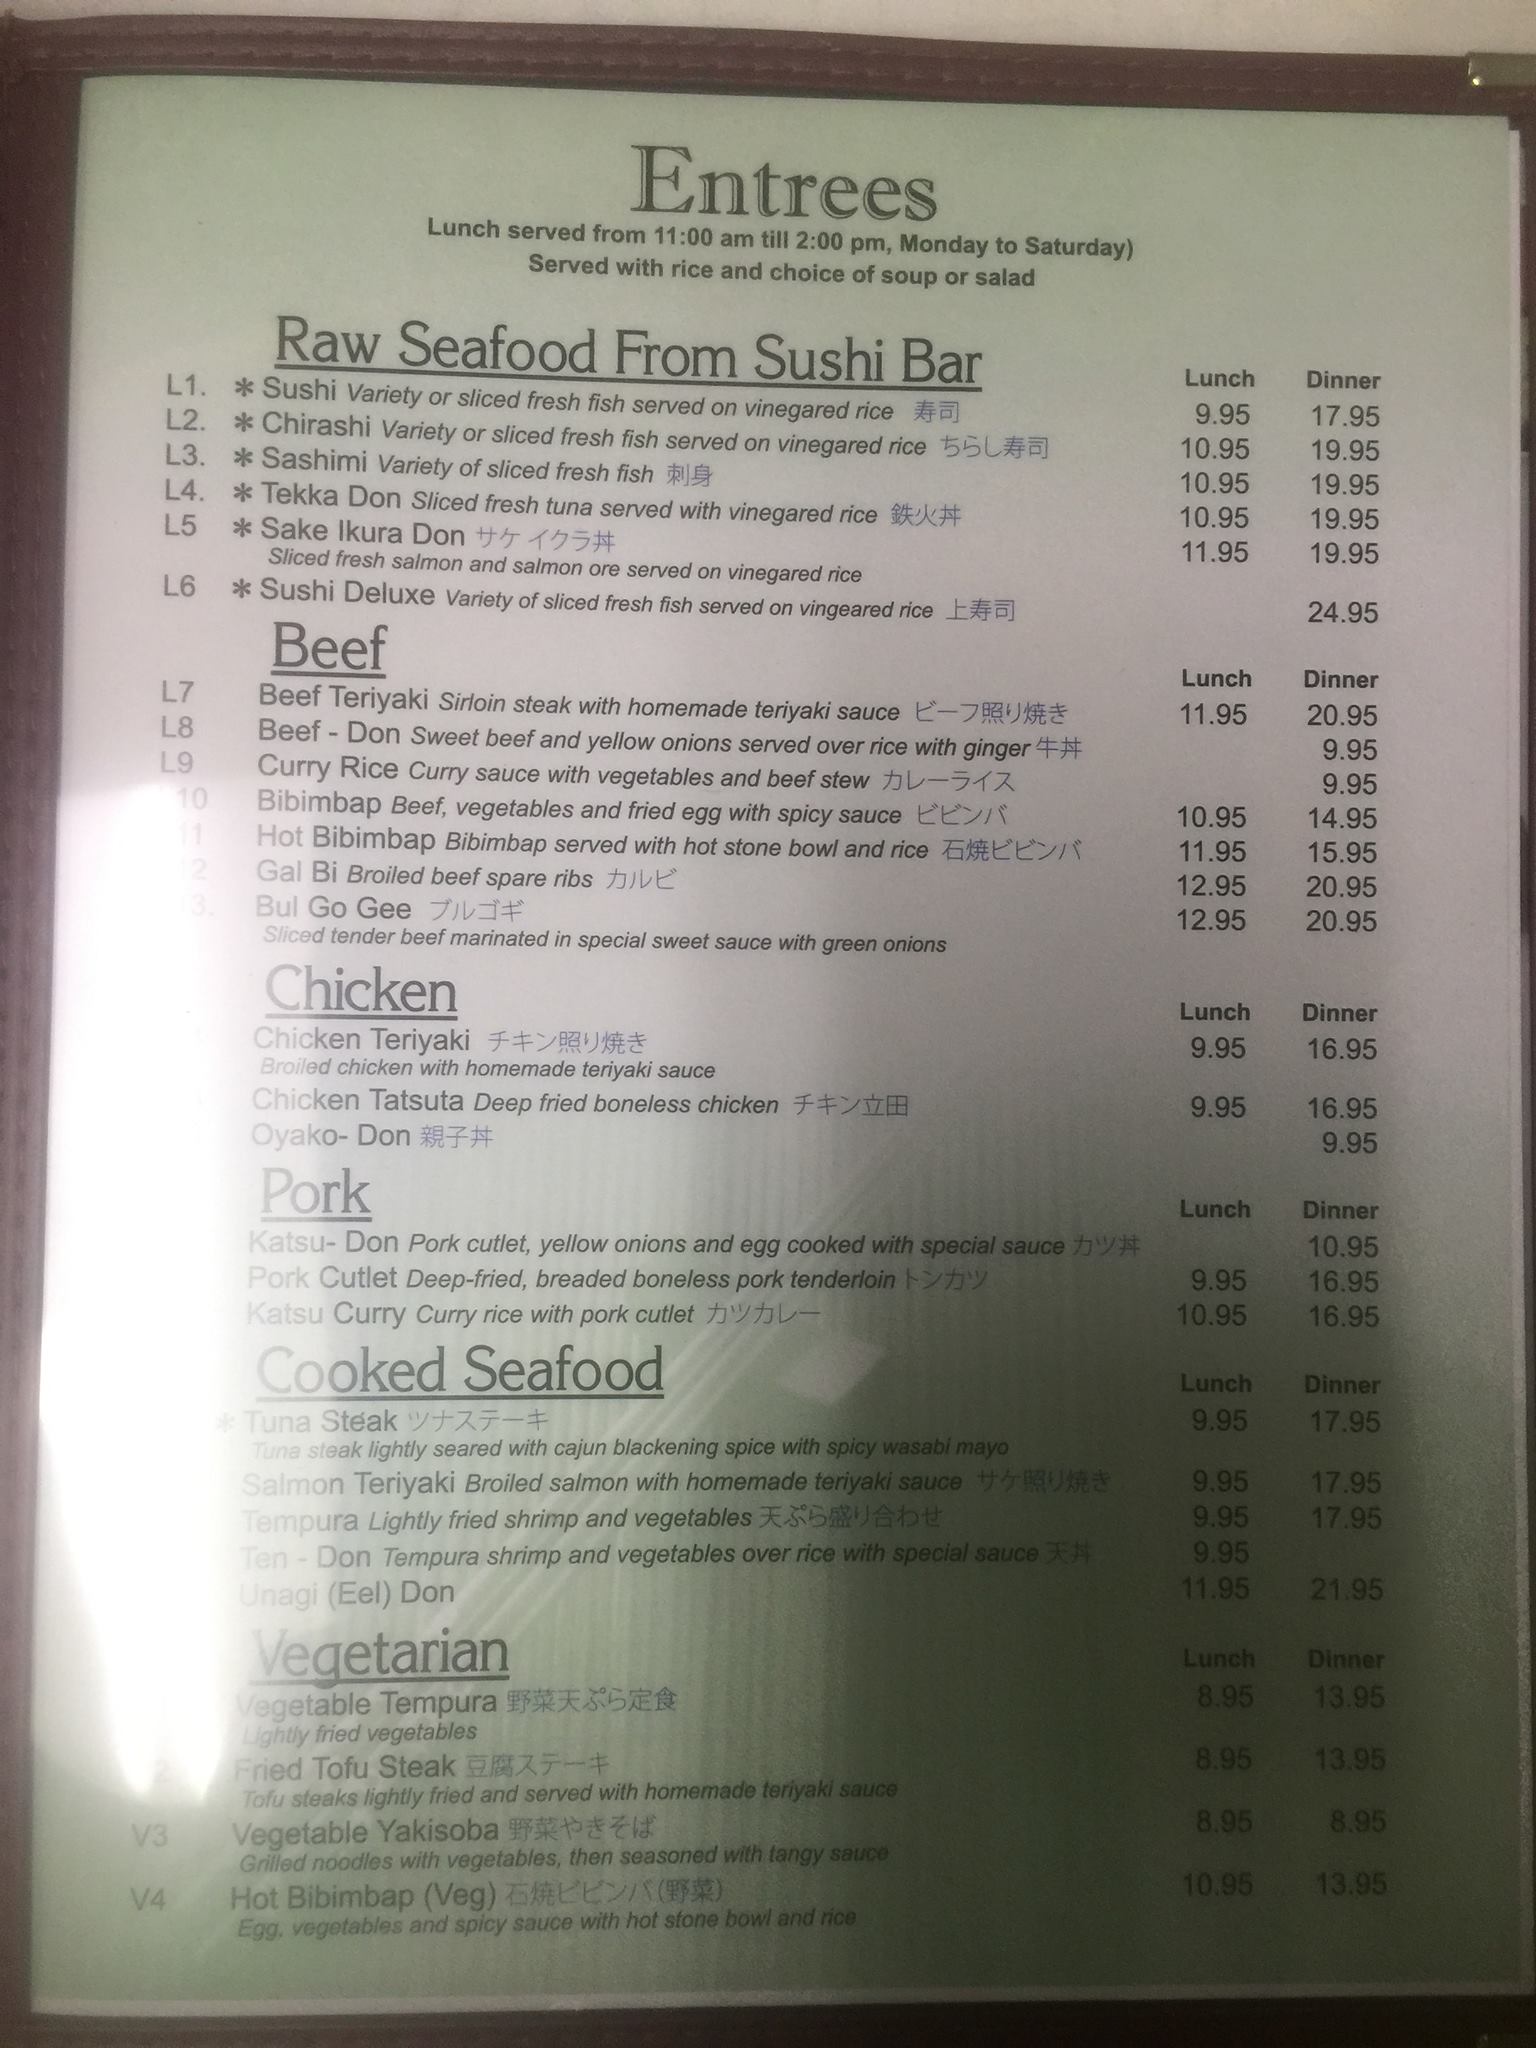 Entrees
Lunch served from 11:00 am till 2:00 pm, Monday to Saturday)
Served with rice and choice of soup or salad
Raw Seafood From Sushi Bar Lunch Dinner
L1. * Sushi Variety or sliced fresh fish served on vinegared rice 寿司 9.95 17.95
L2. * Chirashi Variety or sliced fresh fish served on vinegared rice ちらし寿司 10.95 19.95
L3. * Sashimi Variety of sliced fresh fish 刺身 10.95 19.95
L4. * Tekka Don Sliced fresh tuna served with vinegared rice 鉄火丼 10.95 19.95
L5 * Sake Ikura Don サケ イクラ丼 11.95 19.95
Sliced fresh salmon and salmon ore served on vinegared rice
L6 * Sushi Deluxe Variety of sliced fresh fish served on vingeared rice 上寿司 24.95
Beef Lunch Dinner
L7 Beef Teriyaki Sirloin steak with homemade teriyaki sauce ビーフ照り焼き 11.95 20.95
L8 Beef - Don Sweet beef and yellow onions served over rice with ginger 牛丼 9.95
L9 Curry Rice Curry sauce with vegetables and beef stew カレーライス 9.95
10 Bibimbap Beef, vegetables and fried egg with spicy sauce ビビンバ 10.95 14.95
11 Hot Bibimbap Bibimbap served with hot stone bowl and rice 石焼ビビンバ 11.95 15.95
12 Gal Bi Broiled beef spare ribs カルビ 12.95 20.95
3. Bul Go Gee ブルゴギ 12.95 20.95
Sliced tender beef marinated in special sweet sauce with green onions
Chicken Lunch Dinner
Chicken Teriyaki チキン照り焼き 9.95 16.95
Broiled chicken with homemade teriyaki sauce
Chicken Tatsuta Deep fried boneless chicken チキン立田 9.95 16.95
Oyako- Don 親子丼 9.95
Pork Lunch Dinner
Katsu- Don Pork cutlet, yellow onions and egg cooked with special sauce カツ丼 10.95
Pork Cutlet Deep-fried, breaded boneless pork tenderloin トンカツ 9.95 16.95
Katsu Curry Curry rice with pork cutlet カツカレー 10.95 16.95
Cooked Seafood Lunch Dinner
* Tuna Steak ツナステーキ 9.95 17.95
Tuna steak lightly seared with cajun blackening spice with spicy wasabi mayo
Salmon Teriyaki Broiled salmon with homemade teriyaki sauce サケ照り焼き 9.95 17.95
Tempura Lightly fried shrimp and vegetables 天ぷら盛り合わせ 9.95 17.95
Ten - Don Tempura shrimp and vegetables over rice with special sauce 天丼 9.95
Unagi (Eel) Don 11.95 21.95
Vegetarian Lunch Dinner
Vegetable Tempura 野菜天ぷら定食 8.95 13.95
Lightly fried vegetables
2 Fried Tofu Steak 豆腐ステーキ 8.95 13.95
Tofu steaks lightly fried and served with homemade teriyaki sauce
V3 Vegetable Yakisoba 野菜やきそば 8.95 8.95
Grilled noodles with vegetables, then seasoned with tangy sauce
V4 Hot Bibimbap (Veg) 石焼ビビンバ(野菜) 10.95 13.95
Egg, vegetables and spicy sauce with hot stone bowl and rice